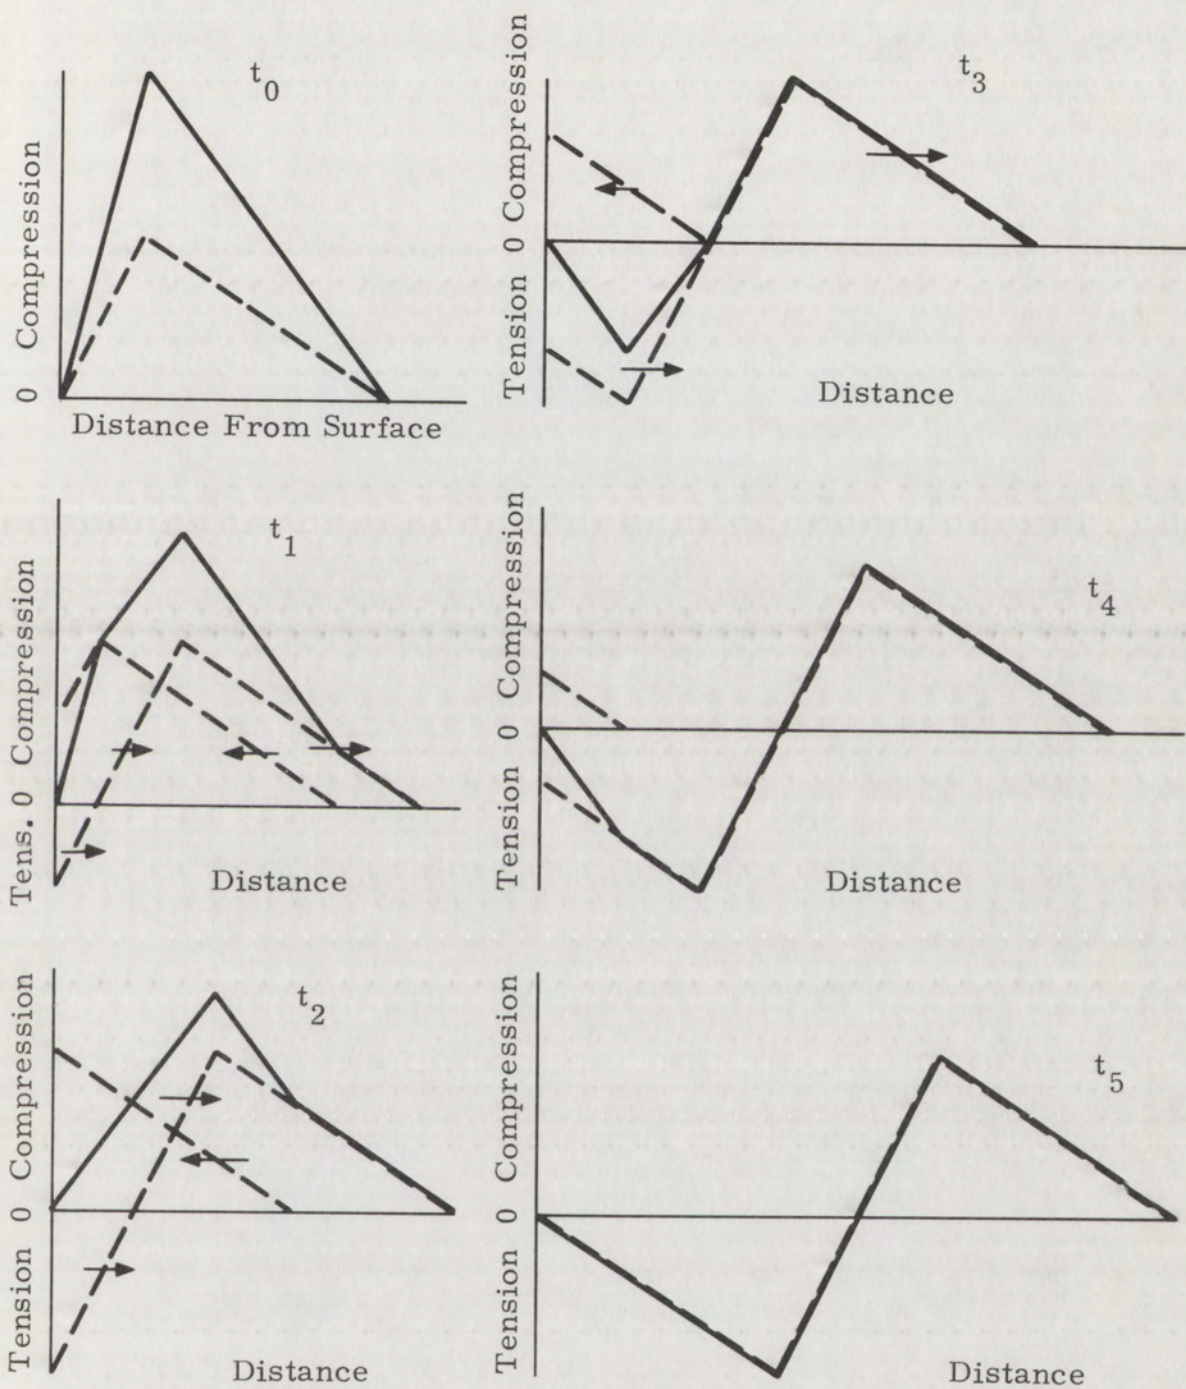 t0
0 Compression
Distance From Surface
t1
Tens. 0 Compression
Distance
t2
Tension 0 Compression
Distance
t3
Tension 0 Compression
Distance
t4
Tension 0 Compression
Distance
t5
Tension 0 Compression
Distance